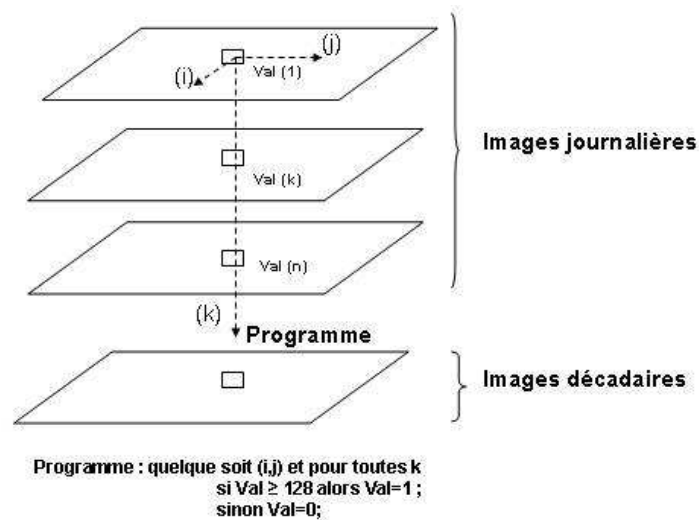 (j)
(i)
Val (1)
Images journalières
Val (k)
Val (n)
(k)
Programme
Images décadaires
Programme : quelque soit (i,j) et pour toutes k
si Val ≥ 128 alors Val=1 ;
sinon Val=0;